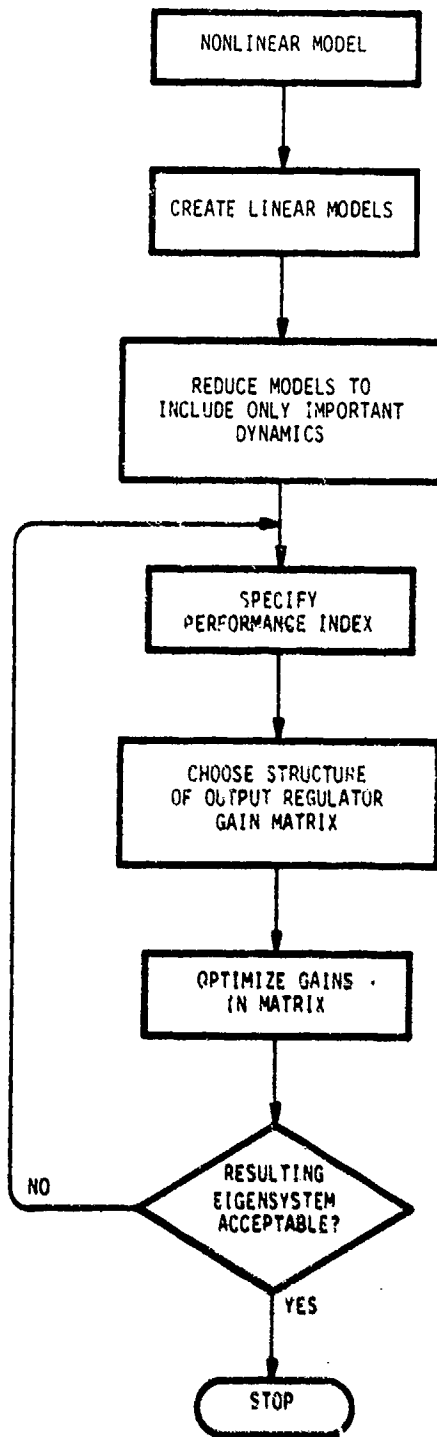 NONLINEAR MODEL
CREATE LINEAR MODELS
REDUCE MODELS TO
INCLUDE ONLY IMPORTANT
DYNAMICS
SPECIFY
PERFORMANCE INDEX
CHOOSE STRUCTURE
OF OUTPUT REGULATOR
GAIN MATRIX
OPTIMIZE GAINS
IN MATRIX
RESULTING
EIGENSYSTEM
ACCEPTABLE?
NO
YES
STOP